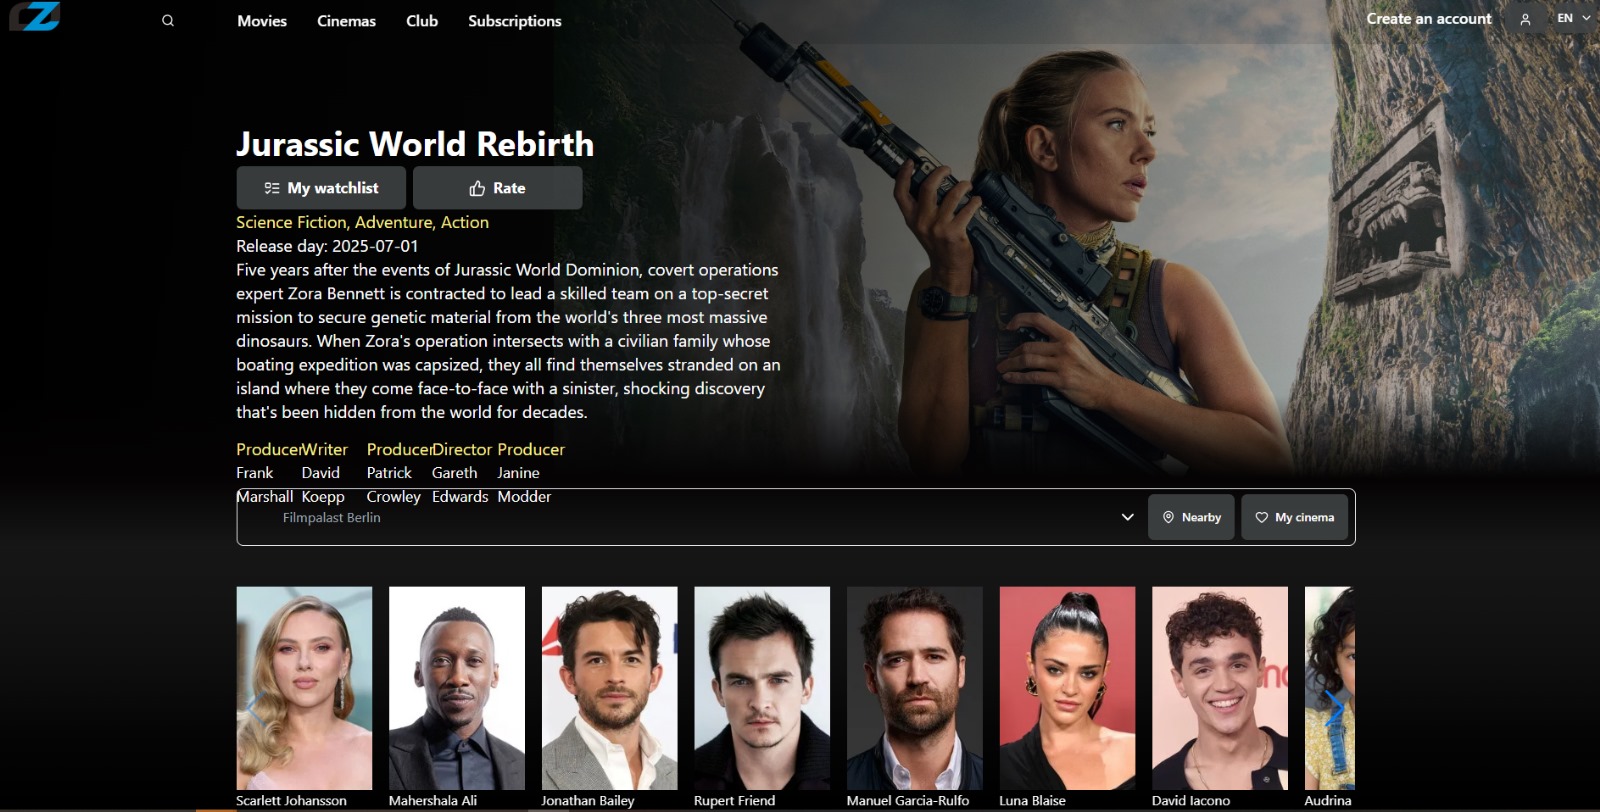 CZ
Movies Cinemas Club Subscriptions
Create an account EN
Jurassic World Rebirth
My watchlist Rate
Science Fiction, Adventure, Action
Release day: 2025-07-01
Five years after the events of Jurassic World Dominion, covert operations
expert Zora Bennett is contracted to lead a skilled team on a top-secret
mission to secure genetic material from the world's three most massive
dinosaurs. When Zora's operation intersects with a civilian family whose
boating expedition was capsized, they all find themselves stranded on an
island where they come face-to-face with a sinister, shocking discovery
that's been hidden from the world for decades.
Producer Writer Producer Director Producer
Frank David Patrick Gareth Janine
Marshall Koepp Crowley Edwards Modder
Filmpalast Berlin
Nearby My cinema
Scarlett Johansson Mahershala Ali Jonathan Bailey Rupert Friend Manuel Garcia-Rulfo Luna Blaise David Iacono Audrina